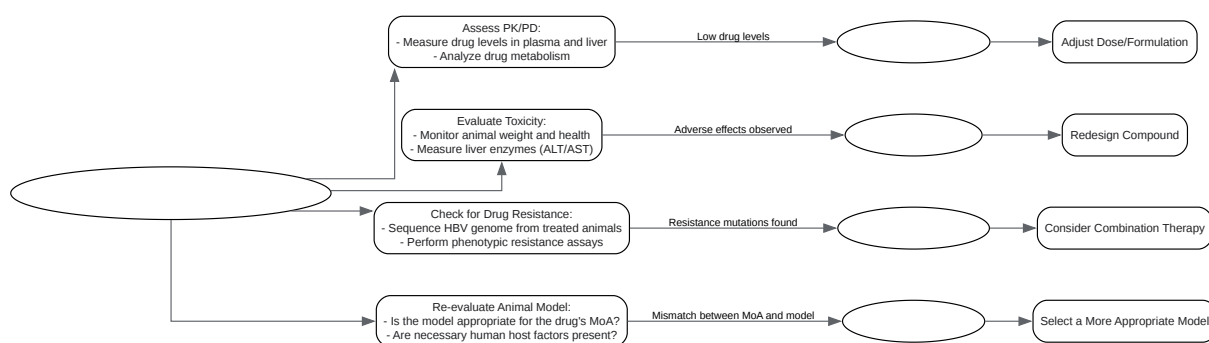 Assess PK/PD:
- Measure drug levels in plasma and liver
- Analyze drug metabolism
Low drug levels
Adjust Dose/Formulation
Evaluate Toxicity:
- Monitor animal weight and health
- Measure liver enzymes (ALT/AST)
Adverse effects observed
Redesign Compound
Check for Drug Resistance:
- Sequence HBV genome from treated animals
- Perform phenotypic resistance assays
Resistance mutations found
Consider Combination Therapy
Re-evaluate Animal Model:
- Is the model appropriate for the drug's MoA?
- Are necessary human host factors present?
Mismatch between MoA and model
Select a More Appropriate Model